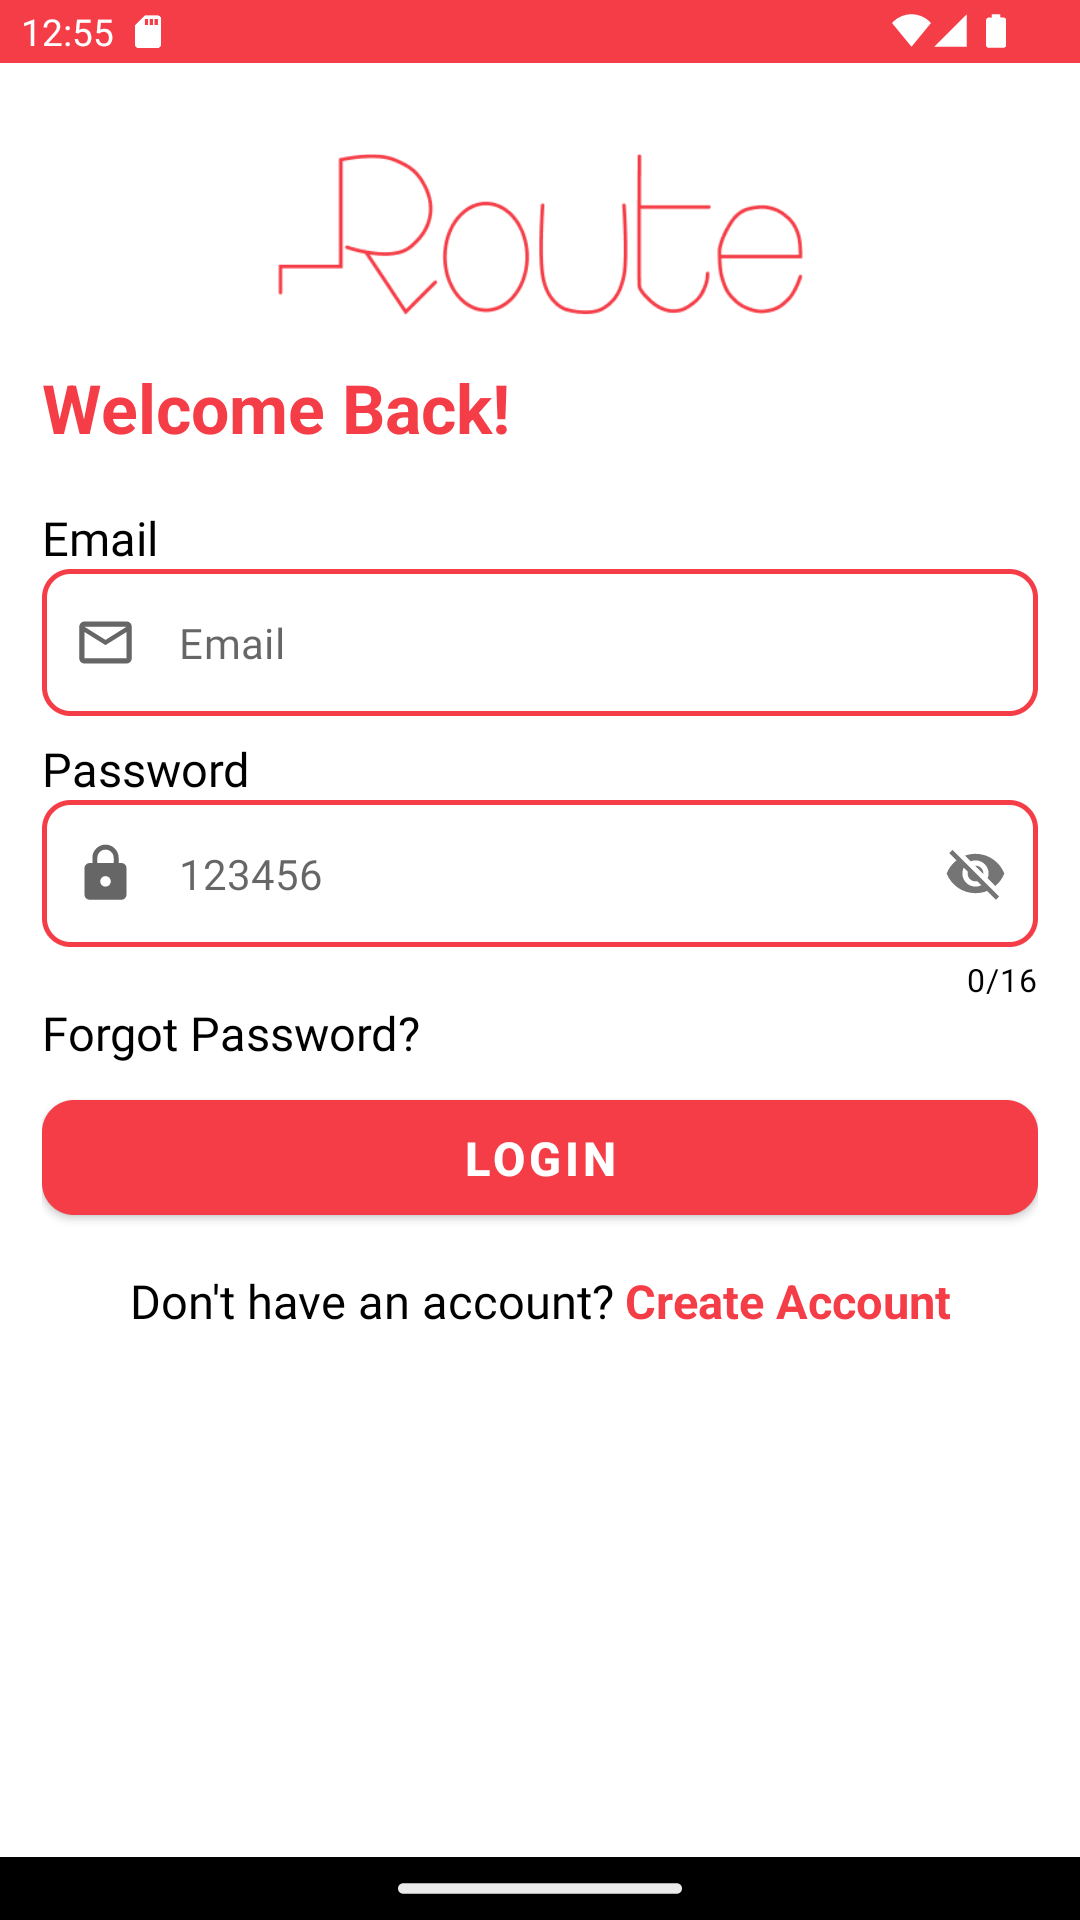 12:55
Route
Welcome Back!
Email
Email
Password
123456
0/16
Forgot Password?
LOGIN
Don't have an account? Create Account